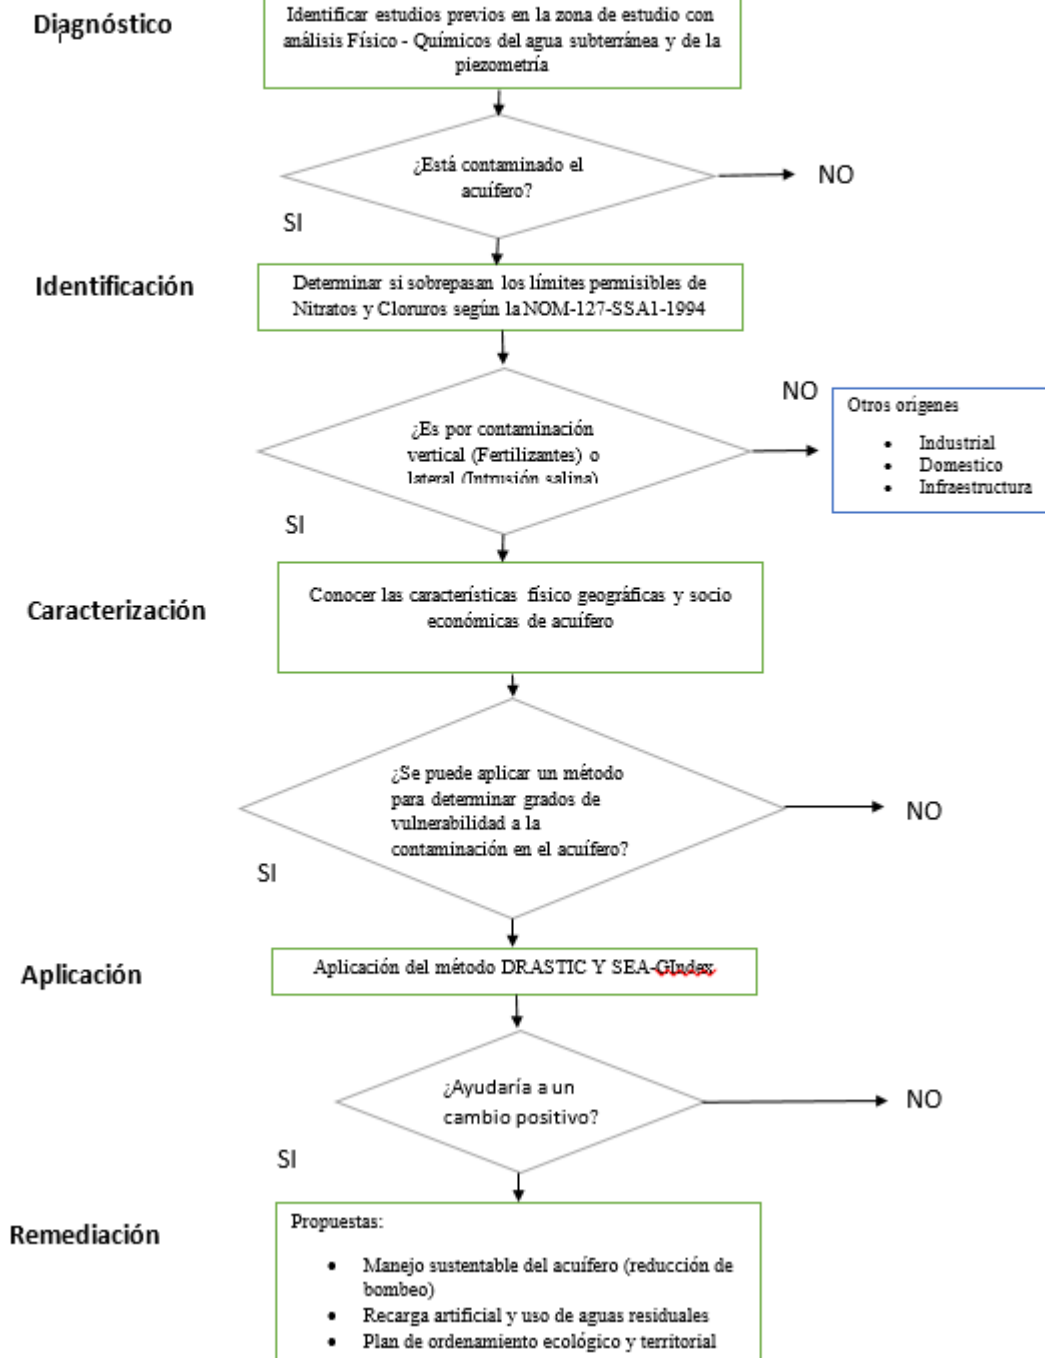 Diagnóstico
Identificar estudios previos en la zona de estudio con
análisis Físico - Químicos del agua subterránea y de la
piezometría
¿Está contaminado el
acuífero?
NO
SI
Identificación
Determinar si sobrepasan los límites permisibles de
Nitratos y Cloruros según la NOM-127-SSA1-1994
¿Es por contaminación
vertical (Fertilizantes) o
lateral (Intrusión salina)
NO
Otros orígenes
• Industrial
• Domestico
• Infraestructura
SI
Caracterización
Conocer las características físico geográficas y socio
económicas de acuífero
¿Se puede aplicar un método
para determinar grados de
vulnerabilidad a la
contaminación en el acuífero?
NO
SI
Aplicación
Aplicación del método DRASTIC Y SEA-GIndex
¿Ayudaría a un
cambio positivo?
NO
SI
Remediación
Propuestas:
• Manejo sustentable del acuífero (reducción de
bombeo)
• Recarga artificial y uso de aguas residuales
• Plan de ordenamiento ecológico y territorial